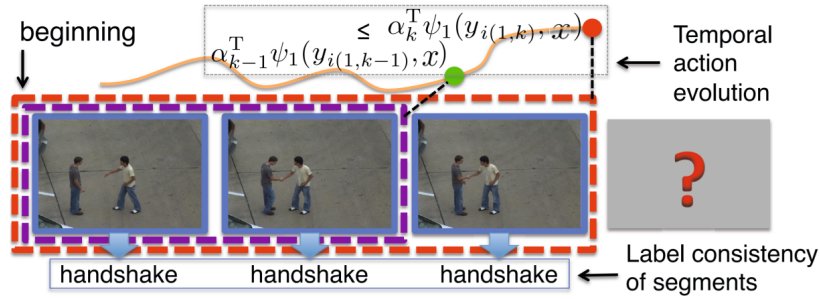 beginning
≤ α_k^T ψ_1(y_{i(1,k)}, x)
α_{k−1}^T ψ_1(y_{i(1,k−1)}, x)
Temporal
action
evolution
?
Label consistency
of segments
handshake handshake handshake